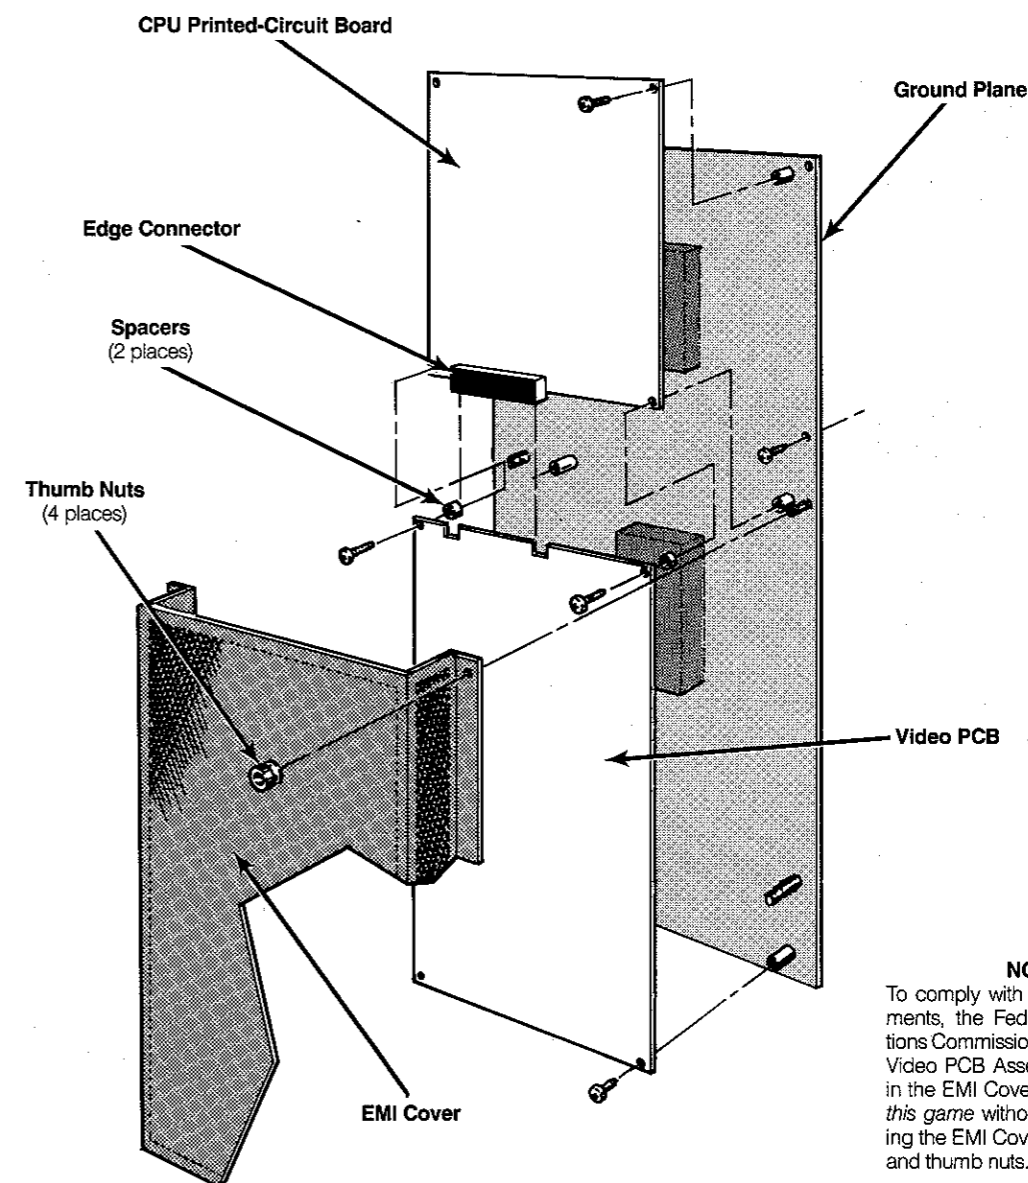 CPU Printed-Circuit Board
Ground Plane
Edge Connector
Spacers
(2 places)
Thumb Nuts
(4 places)
Video PCB
EMI Cover
To comply with
ments, the Fed
tions Commissio
Video PCB Asse
in the EMI Cove
this game witho
ing the EMI Cov
and thumb nuts.